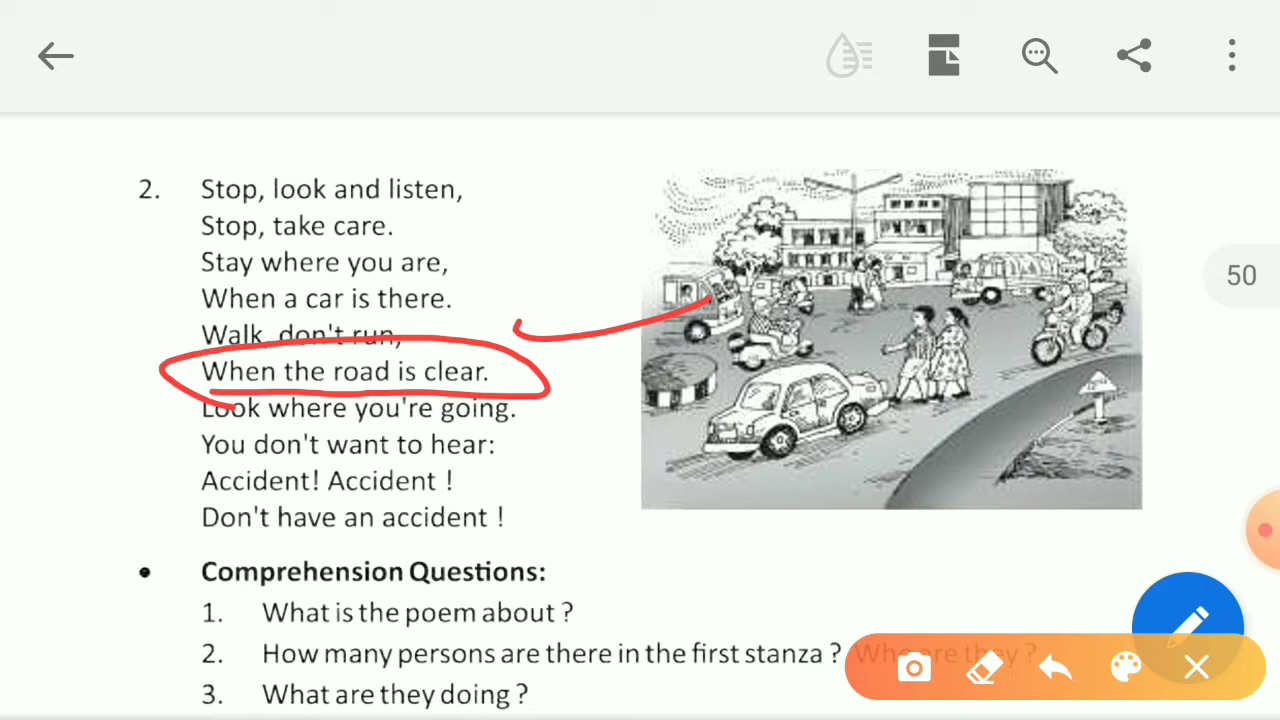 50
2. Stop, look and listen,
Stop, take care.
Stay where you are,
When a car is there.
Walk, don't run,
When the road is clear.
Look where you're going.
You don't want to hear:
Accident! Accident !
Don't have an accident !
• Comprehension Questions:
1. What is the poem about ?
2. How many persons are there in the first stanza ? Who are they ?
3. What are they doing ?